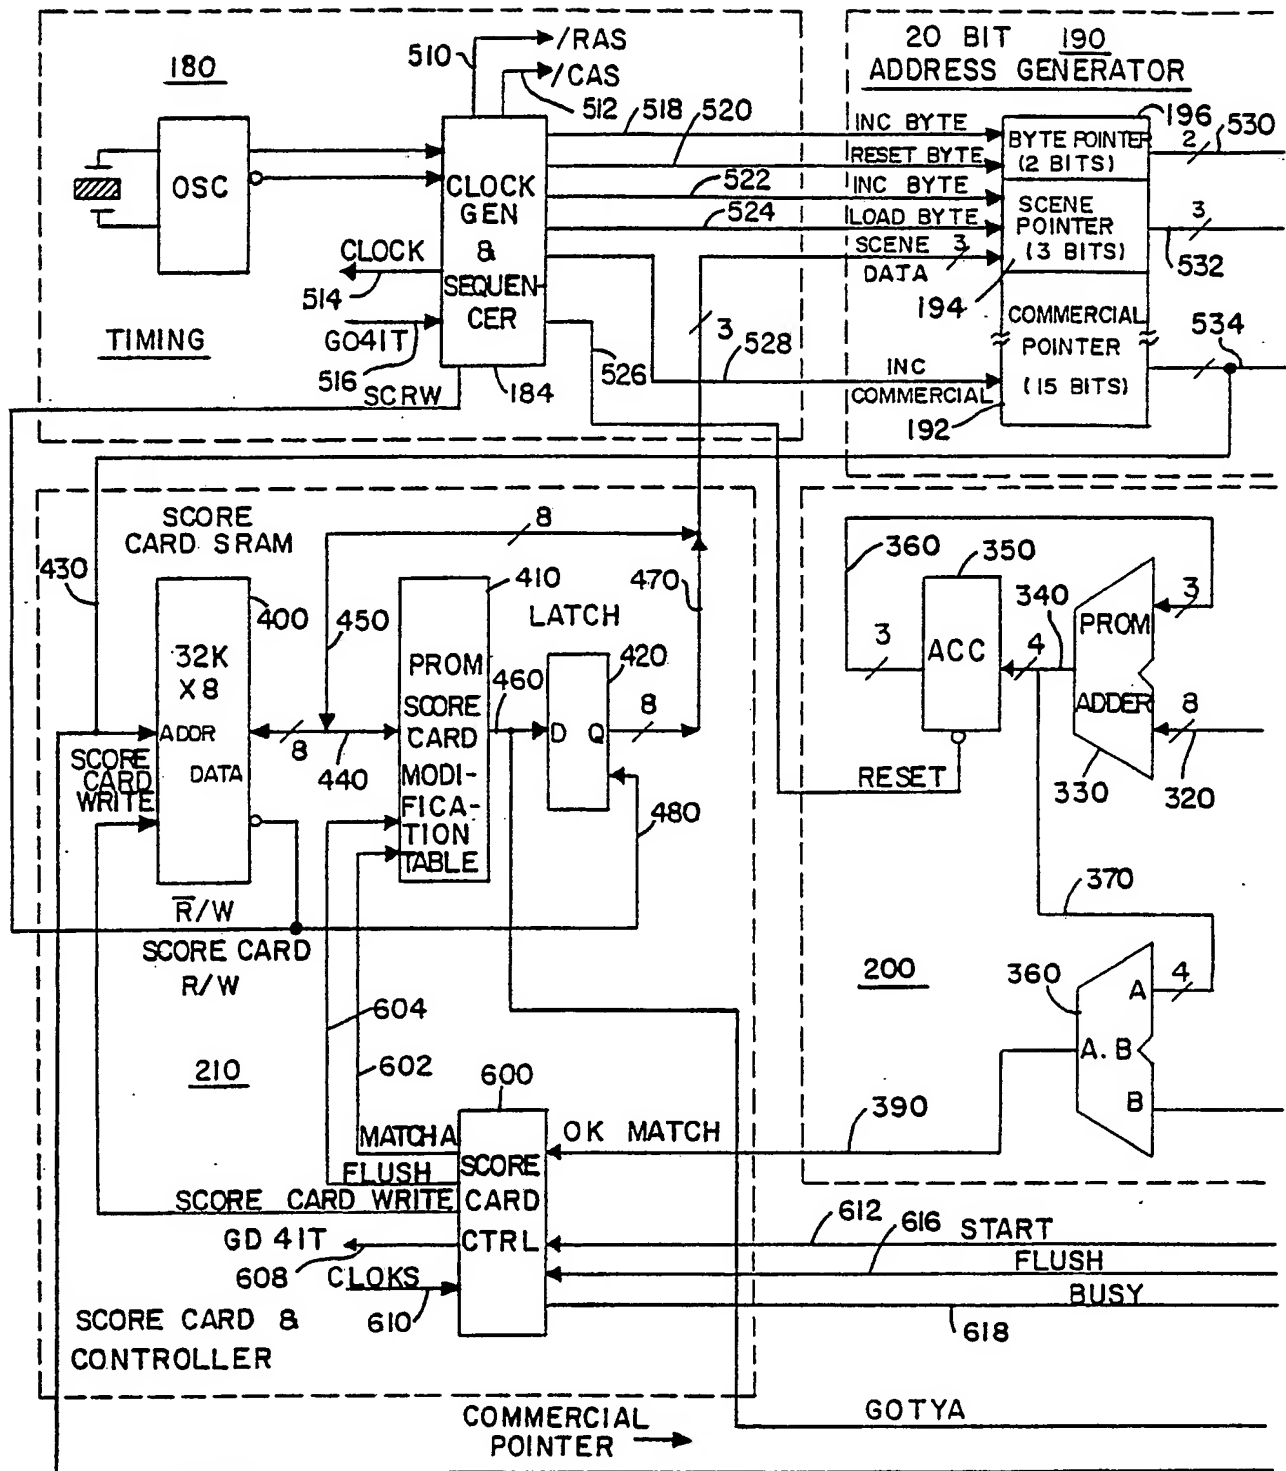 180
510
/RAS
/CAS
512
518
520
OSC
CLOCK
GEN
&
SEQUEN-
CER
522
524
CLOCK
514
GO41T
516
TIMING
SCRW
184
526
528
3
20 BIT 190
ADDRESS GENERATOR
196
INC BYTE
RESET BYTE
INC BYTE
LOAD BYTE
SCENE 3
DATA
BYTE POINTER
(2 BITS)
SCENE
POINTER
(3 BITS)
194
COMMERCIAL
POINTER
(15 BITS)
INC
COMMERCIAL
192
2
530
3
532
534
SCORE
CARD SRAM
430
400
32K
X8
ADDR
DATA
SCORE
CARD
WRITE
R̅/W
SCORE CARD
R/W
8
450
8
440
410
PROM
SCORE
CARD
MODI-
FICA-
TION
TABLE
LATCH
460
420
D Q
8
470
480
360
350
340
3
ACC
4
PROM
ADDER
3
8
330
320
RESET
370
200
360
A
4
A.B
B
390
604
602
210
600
MATCHA
FLUSH
SCORE CARD WRITE
SCORE
CARD
CTRL
OK MATCH
GD 41T
608
CLOKS
610
612
616
START
FLUSH
BUSY
618
SCORE CARD &
CONTROLLER
COMMERCIAL
POINTER
GOTYA